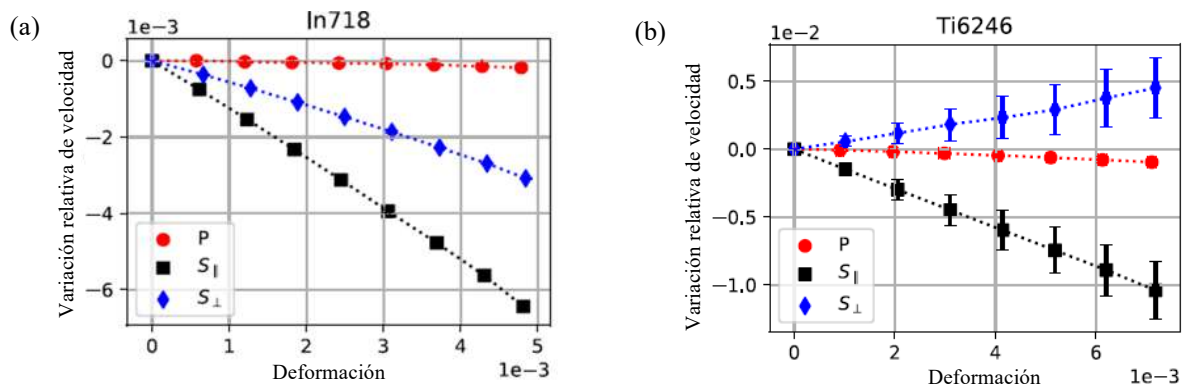 (a)
In718
1e−3
Variación relativa de velocidad
0
−2
−4
−6
P
S∥
S⊥
0 1 2 3 4 5
Deformación
1e−3
(b)
Ti6246
1e−2
Variación relativa de velocidad
0.5
0.0
−0.5
−1.0
P
S∥
S⊥
0 2 4 6
Deformación
1e−3